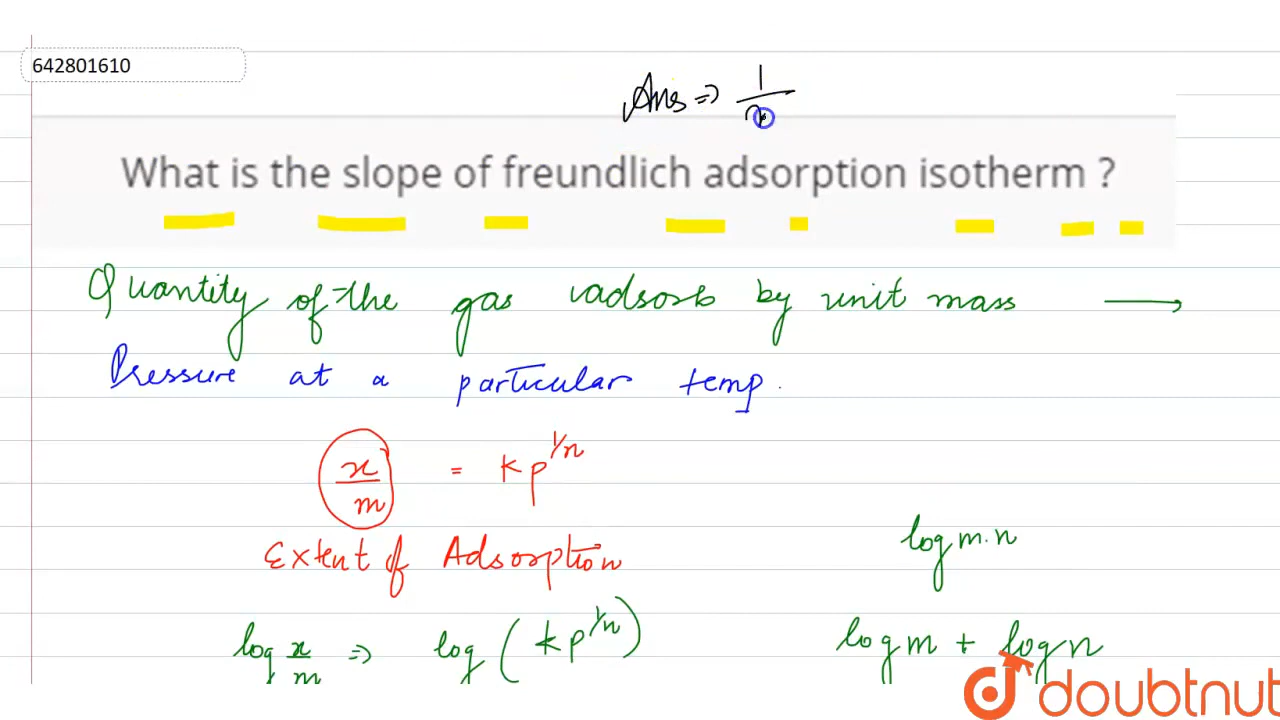 642801610
Ans ⇒ 1/n
What is the slope of freundlich adsorption isotherm ?
Quantity of the gas adsorb by unit mass →
Pressure at a particular temp.
x/m = kp^1/n
Extent of Adsorption
log m.n
log x/m ⇒ log (kp^1/n)
log m + log n
doubtnut